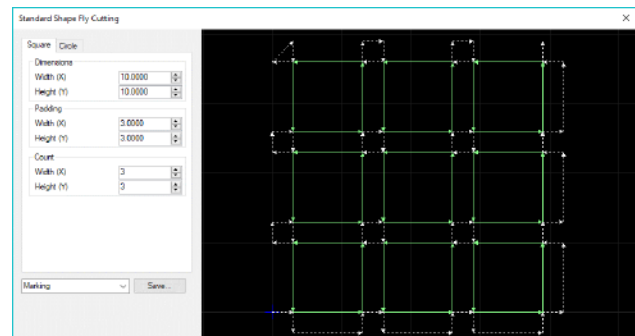 Standard Shape Fly Cutting
Square Circle
Dimensions
Width (X) 10.0000
Height (Y) 10.0000
Padding
Width (X) 3.0000
Height (Y) 3.0000
Count
Width (X) 3
Height (Y) 3
Marking Save...